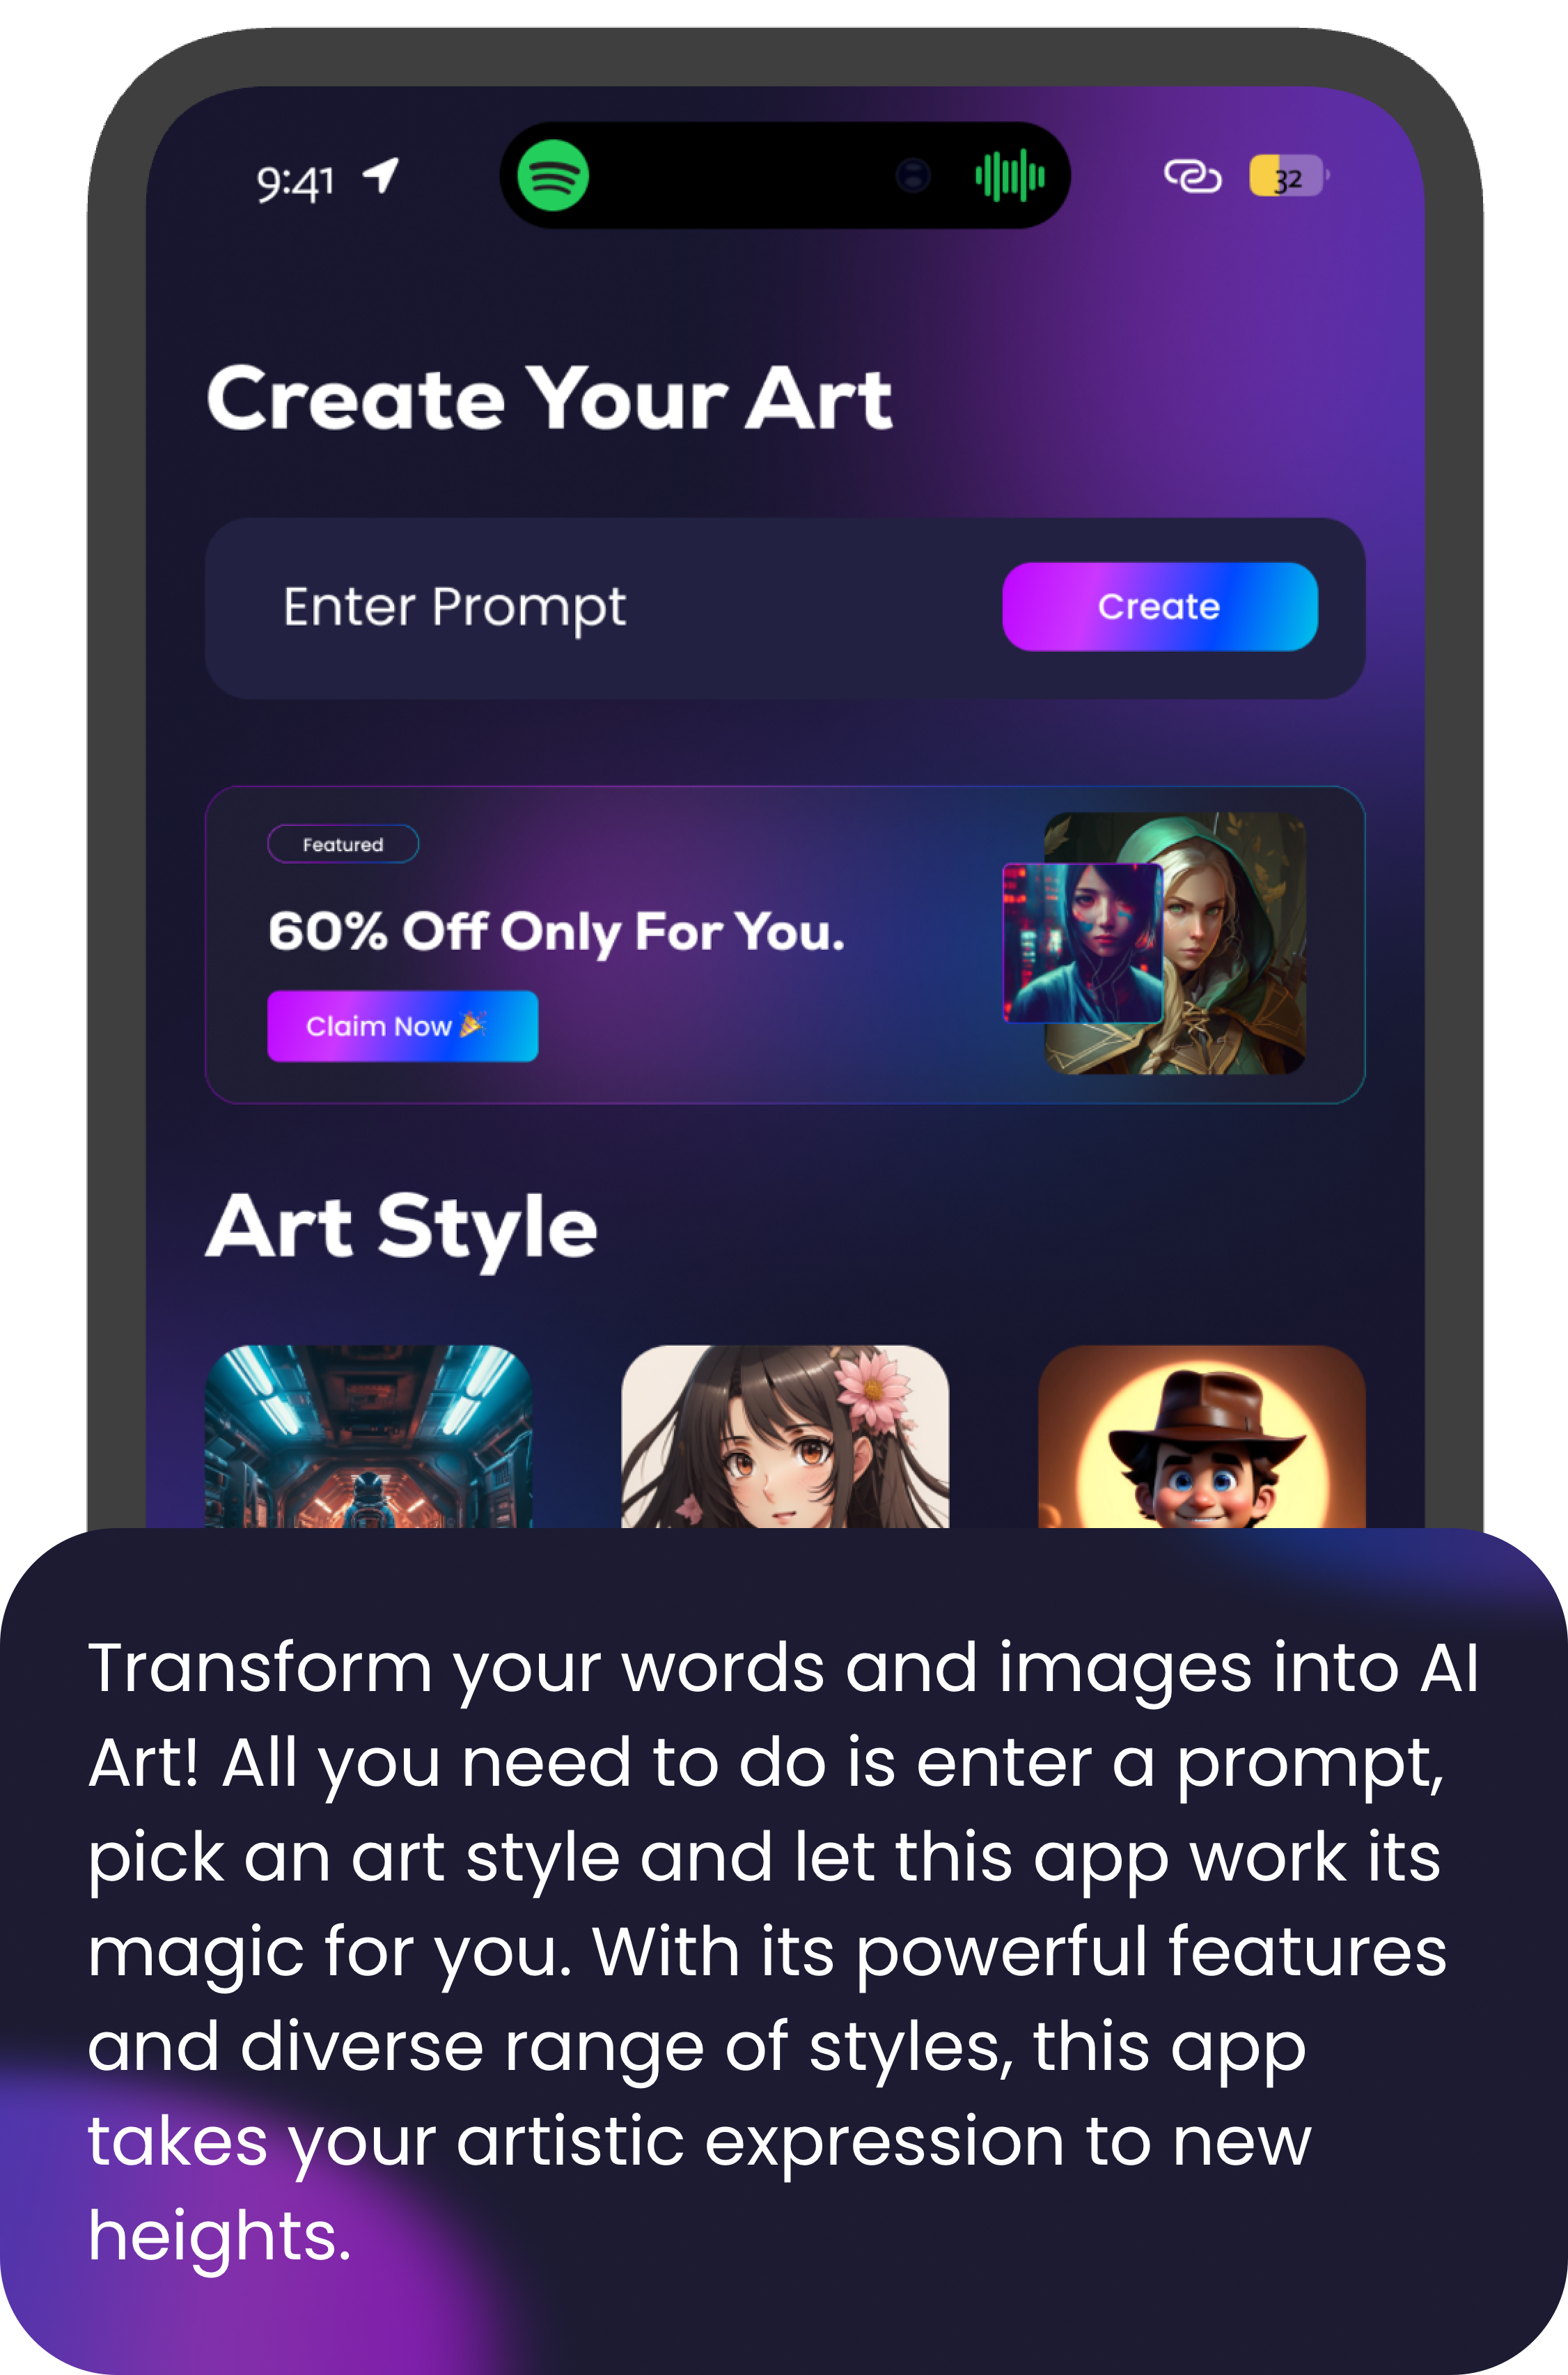 9:41
32
Create Your Art
Enter Prompt
Create
Featured
60% Off Only For You.
Claim Now 🎉
Art Style
Transform your words and images into AI
Art! All you need to do is enter a prompt,
pick an art style and let this app work its
magic for you. With its powerful features
and diverse range of styles, this app
takes your artistic expression to new
heights.